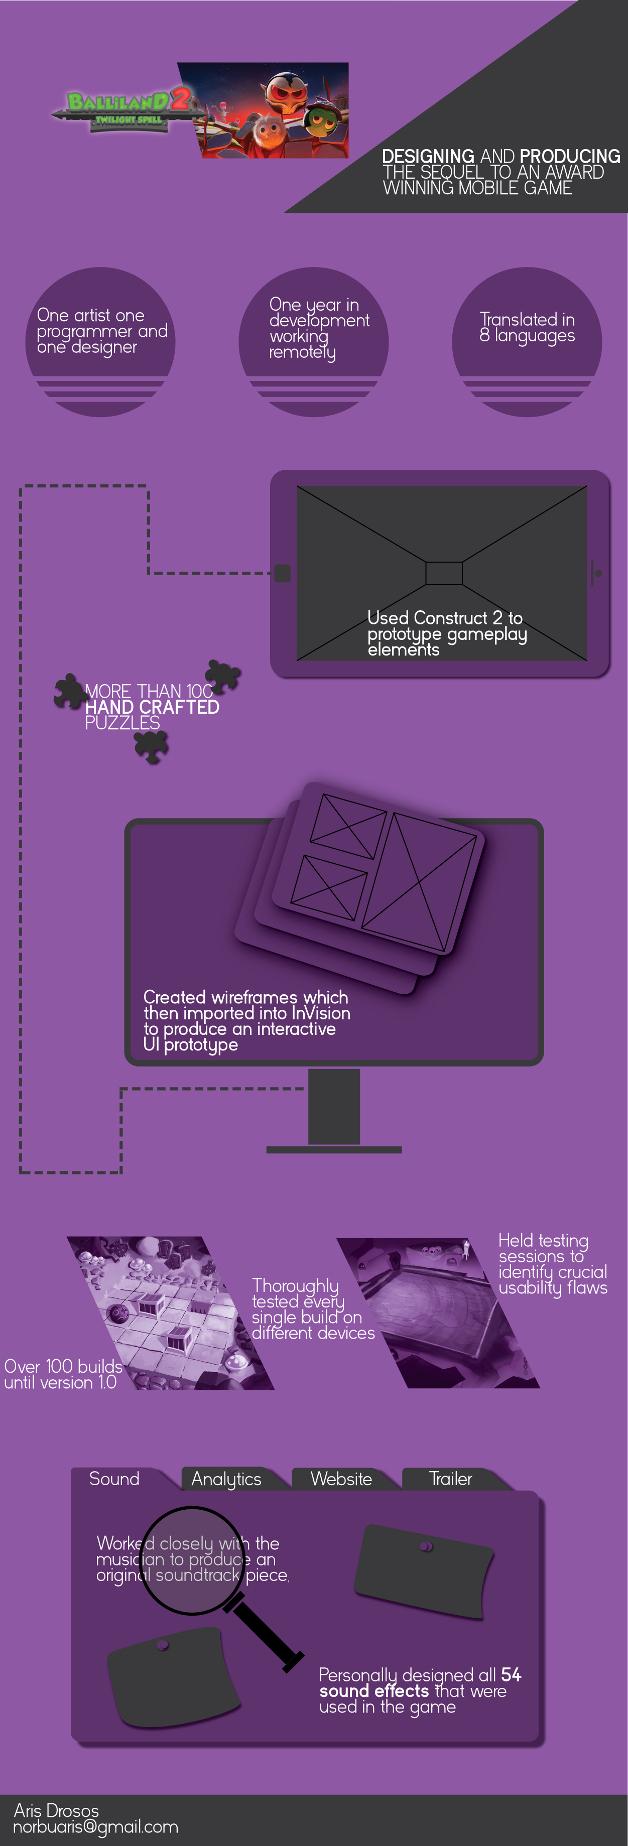 BALLILAND 2
TWILIGHT SPELL
DESIGNING AND PRODUCING
THE SEQUEL TO AN AWARD
WINNING MOBILE GAME
One artist one
programmer and
one designer
One year in
development
working
remotely
Translated in
8 languages
Used Construct 2 to
prototype gameplay
elements
MORE THAN 100
HAND CRAFTED
PUZZLES
Created wireframes which
then imported into InVision
to produce an interactive
UI prototype
Over 100 builds
until version 1.0
Thoroughly
tested every
single build on
different devices
Held testing
sessions to
identify crucial
usability flaws
Sound
Analytics
Website
Trailer
Worked closely with the
musician to produce an
original soundtrack piece.
Personally designed all 54
sound effects that were
used in the game
Aris Drosos
norbuaris@gmail.com